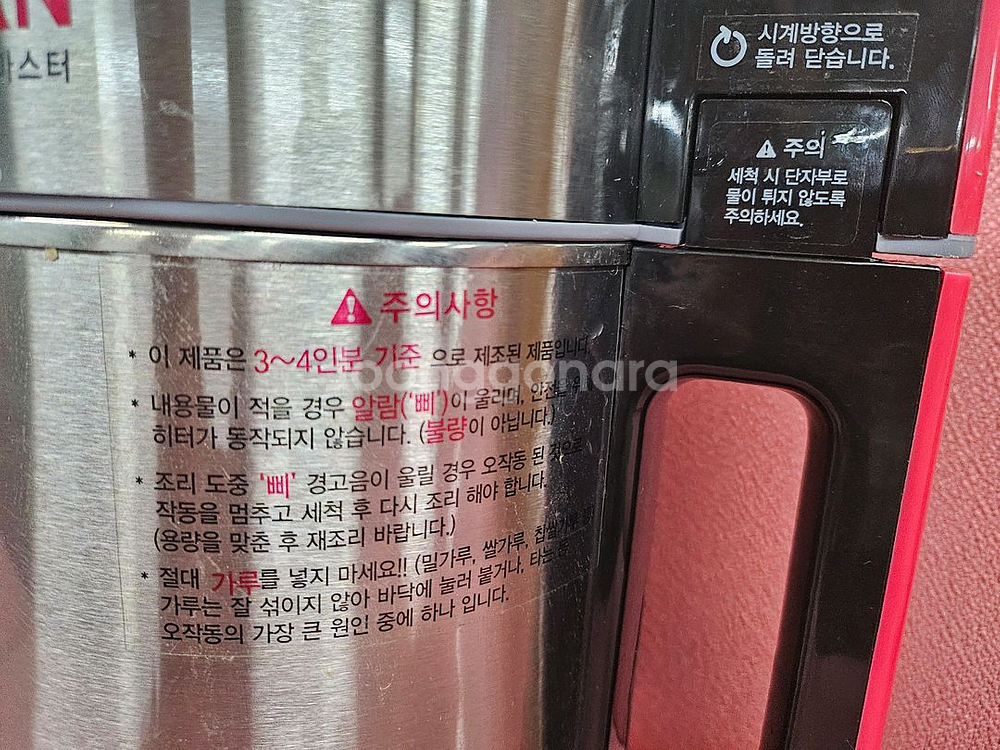 AN
스터
시계방향으로
돌려 닫습니다.
주의
세척 시 단자부로
물이 튀지 않도록
주의하세요.
주의사항
* 이 제품은 3~4인분 기준 으로 제조된 제품입니다.
* 내용물이 적을 경우 알람('삐')이 울리며,
히터가 동작되지 않습니다. (불량이 아닙니다.)
* 조리 도중 '삐' 경고음이 울릴 경우 오작동 된 것으로
작동을 멈추고 세척 후 다시 조리 해야 합니다.
(용량을 맞춘 후 재조리 바랍니다.)
* 절대 가루를 넣지 마세요!! (밀가루, 쌀가루, 찹쌀가루
가루는 잘 섞이지 않아 바닥에 눌러 붙거나, 타는
오작동의 가장 큰 원인 중에 하나 입니다.